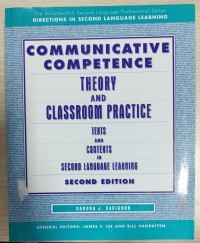 The McGraw-Hill Second Language Professional Series
DIRECTIONS IN SECOND LANGUAGE LEARNING
COMMUNICATIVE
COMPETENCE
THEORY
AND
CLASSROOM PRACTICE
TEXTS
AND
CONTEXTS
IN
SECOND LANGUAGE LEARNING
SECOND EDITION
SANDRA J. SAVIGNON
GENERAL EDITORS: JAMES F. LEE AND BILL VANPATTEN